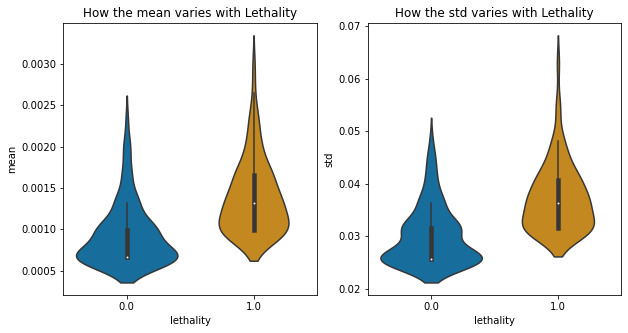 How the mean varies with Lethality
How the std varies with Lethality
0.0030
0.0025
0.0020
0.0015
0.0010
0.0005
mean
0.0
1.0
lethality
0.07
0.06
0.05
0.04
0.03
0.02
std
0.0
1.0
lethality